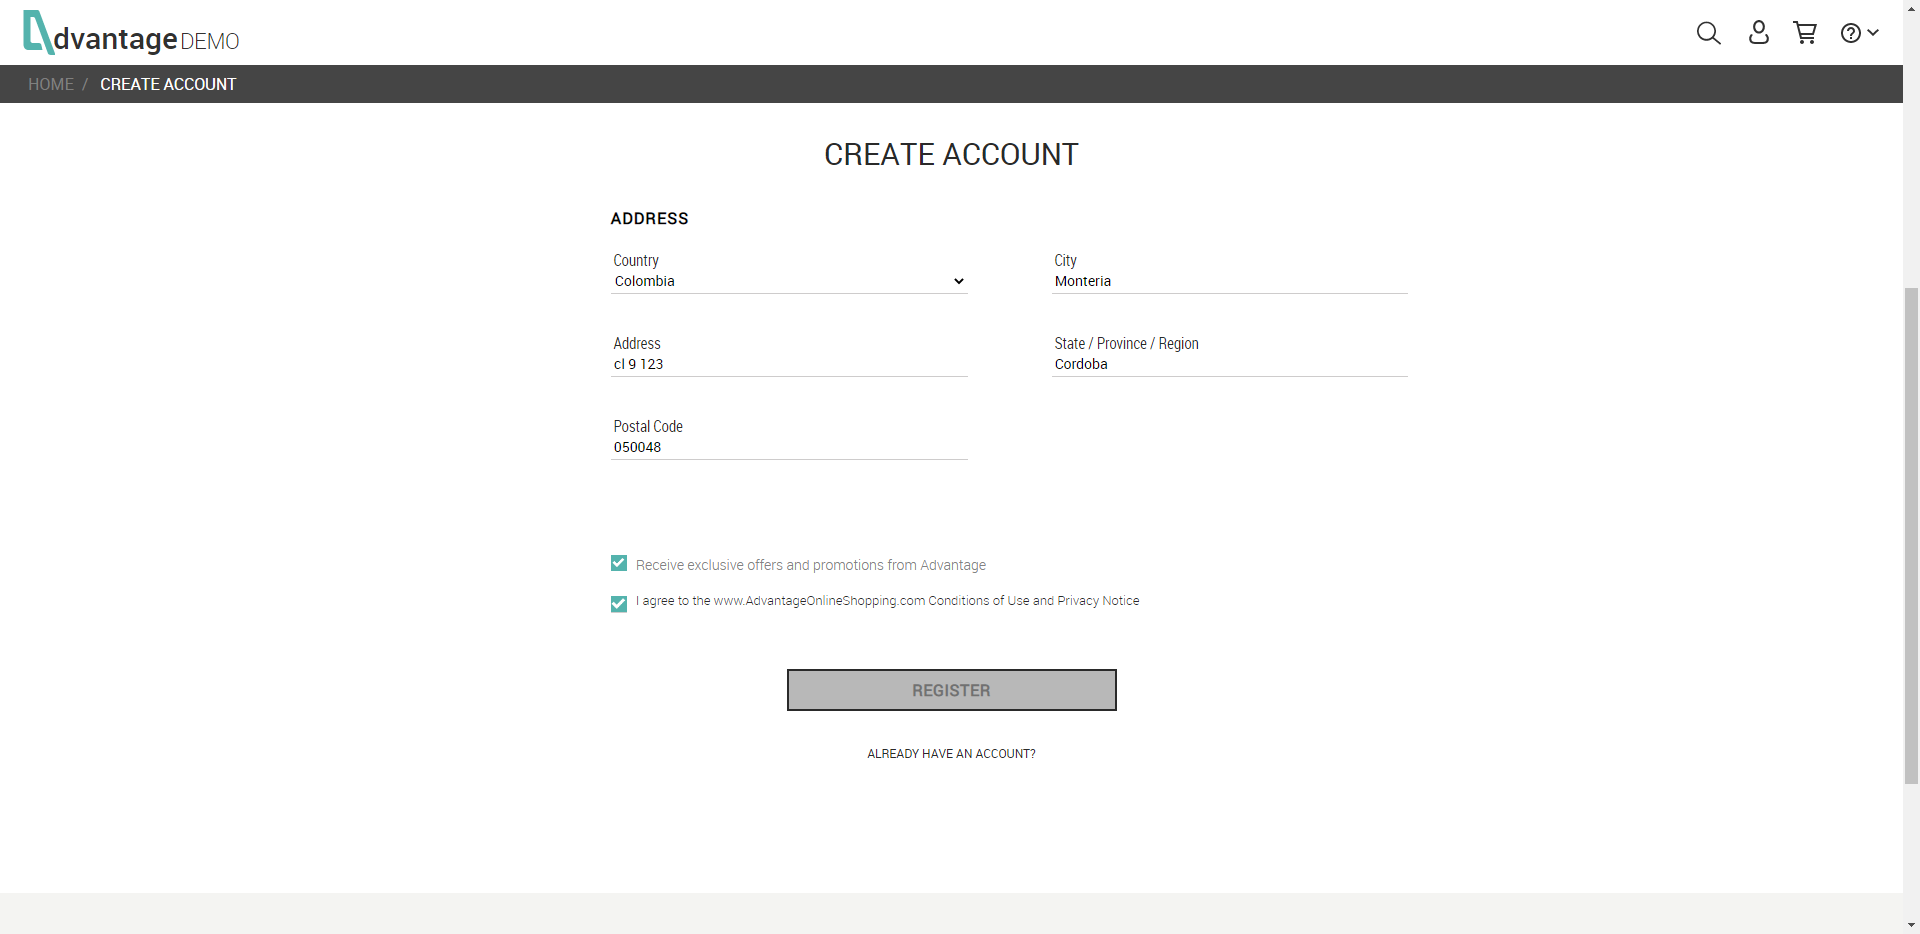 dvantage DEMO
HOME / CREATE ACCOUNT
CREATE ACCOUNT
ADDRESS
Country City
Colombia Monteria
Address State / Province / Region
cl 9 123 Cordoba
Postal Code
050048
Receive exclusive offers and promotions from Advantage
I agree to the www.AdvantageOnlineShopping.com Conditions of Use and Privacy Notice
REGISTER
ALREADY HAVE AN ACCOUNT?